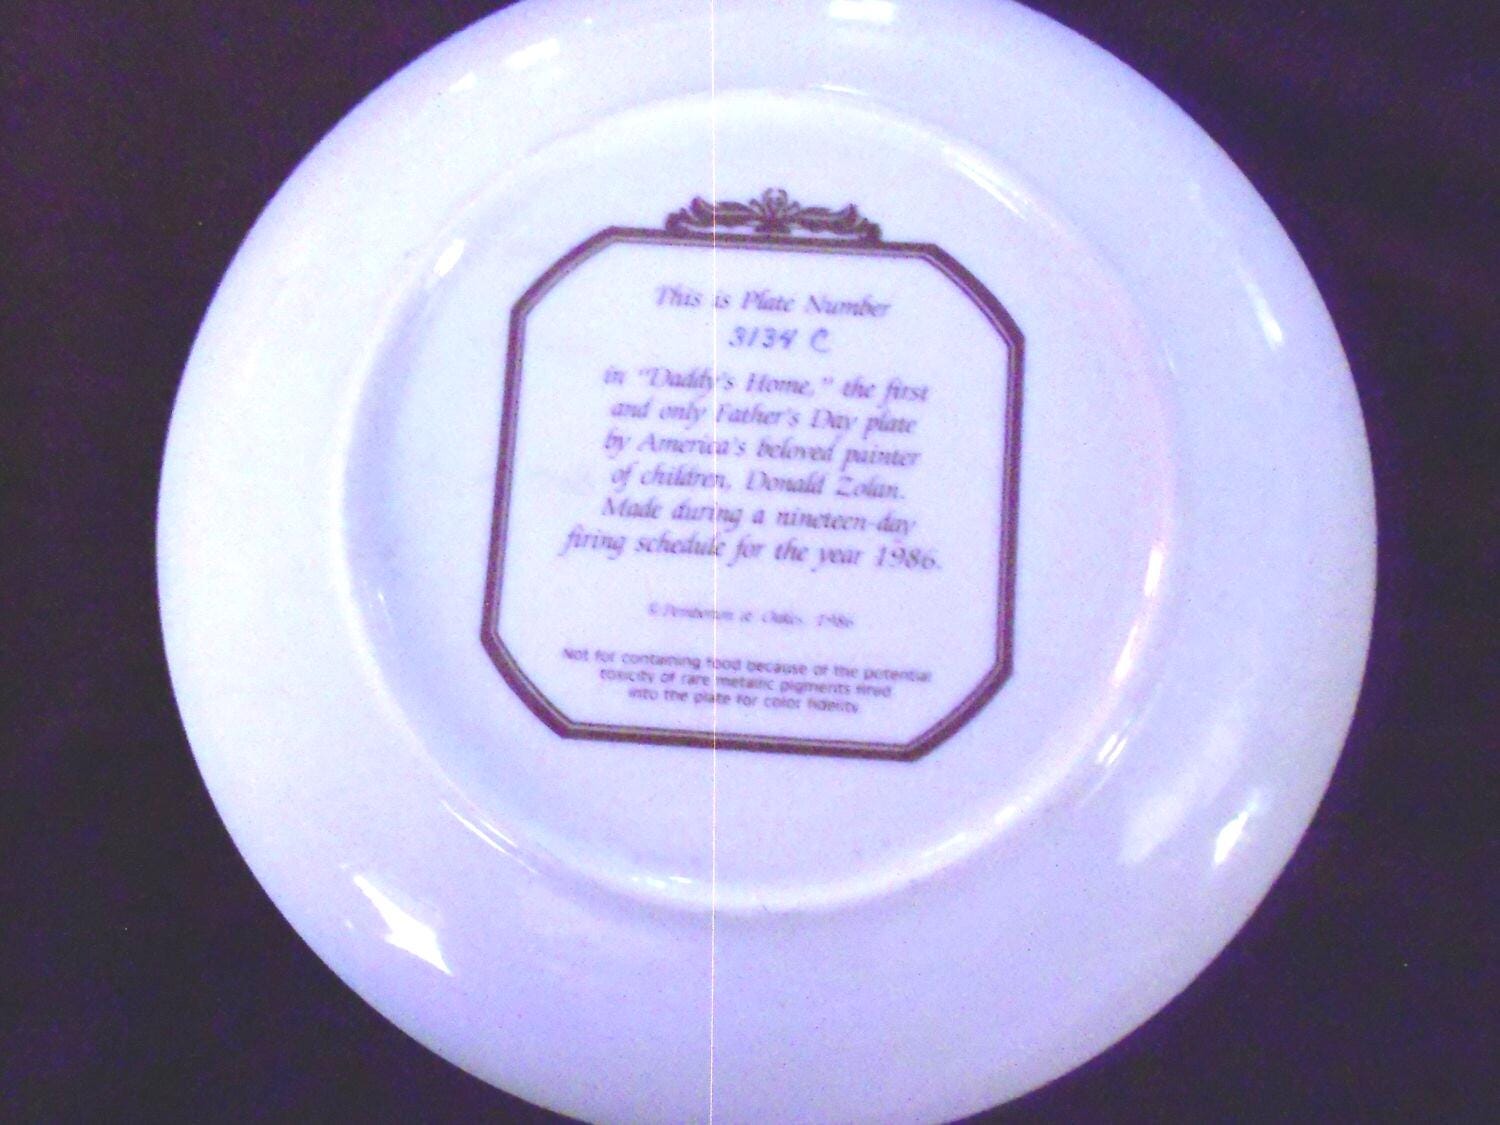 This is Plate Number
3134 C
in "Daddy's Home," the first
and only Father's Day plate
by America's beloved painter
of children, Donald Zolan.
Made during a nineteen-day
firing schedule for the year 1986.
© Pemberton & Oakes, 1986
Not for containing food because of the potential
toxicity of rare metallic pigments fired
into the plate for color fidelity.